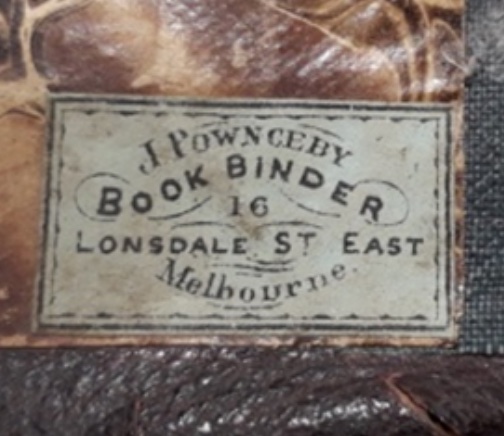 J POWNCEBY
BOOK BINDER
16
LONSDALE ST EAST
Melbourne.